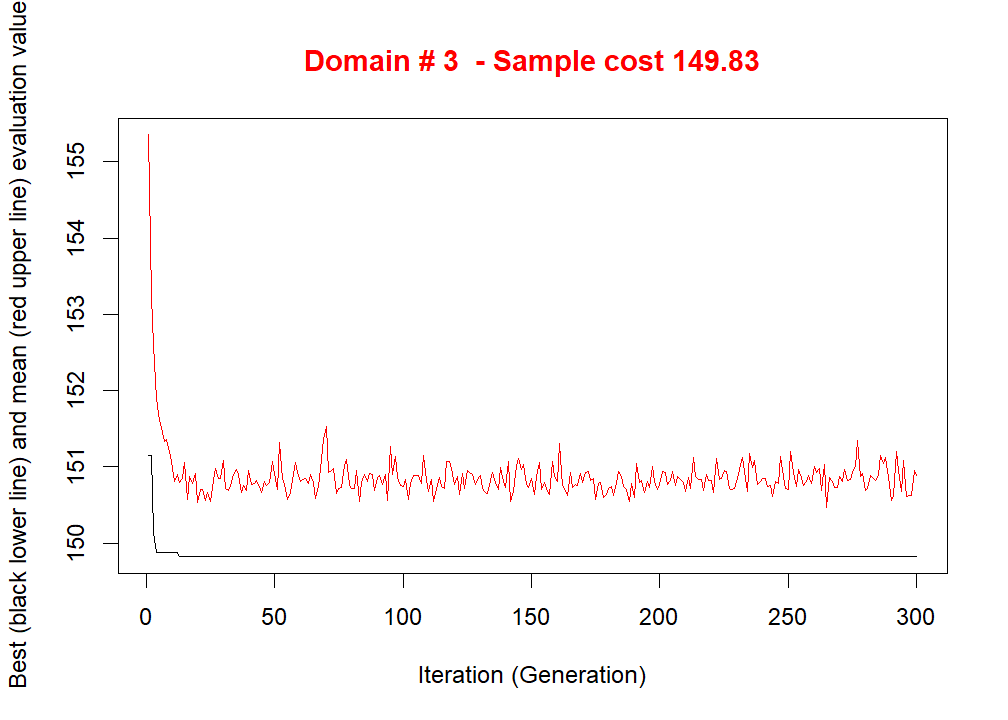 Domain # 3  - Sample cost 149.83
Best (black lower line) and mean (red upper line) evaluation value
155
154
153
152
151
150
0 50 100 150 200 250 300
Iteration (Generation)